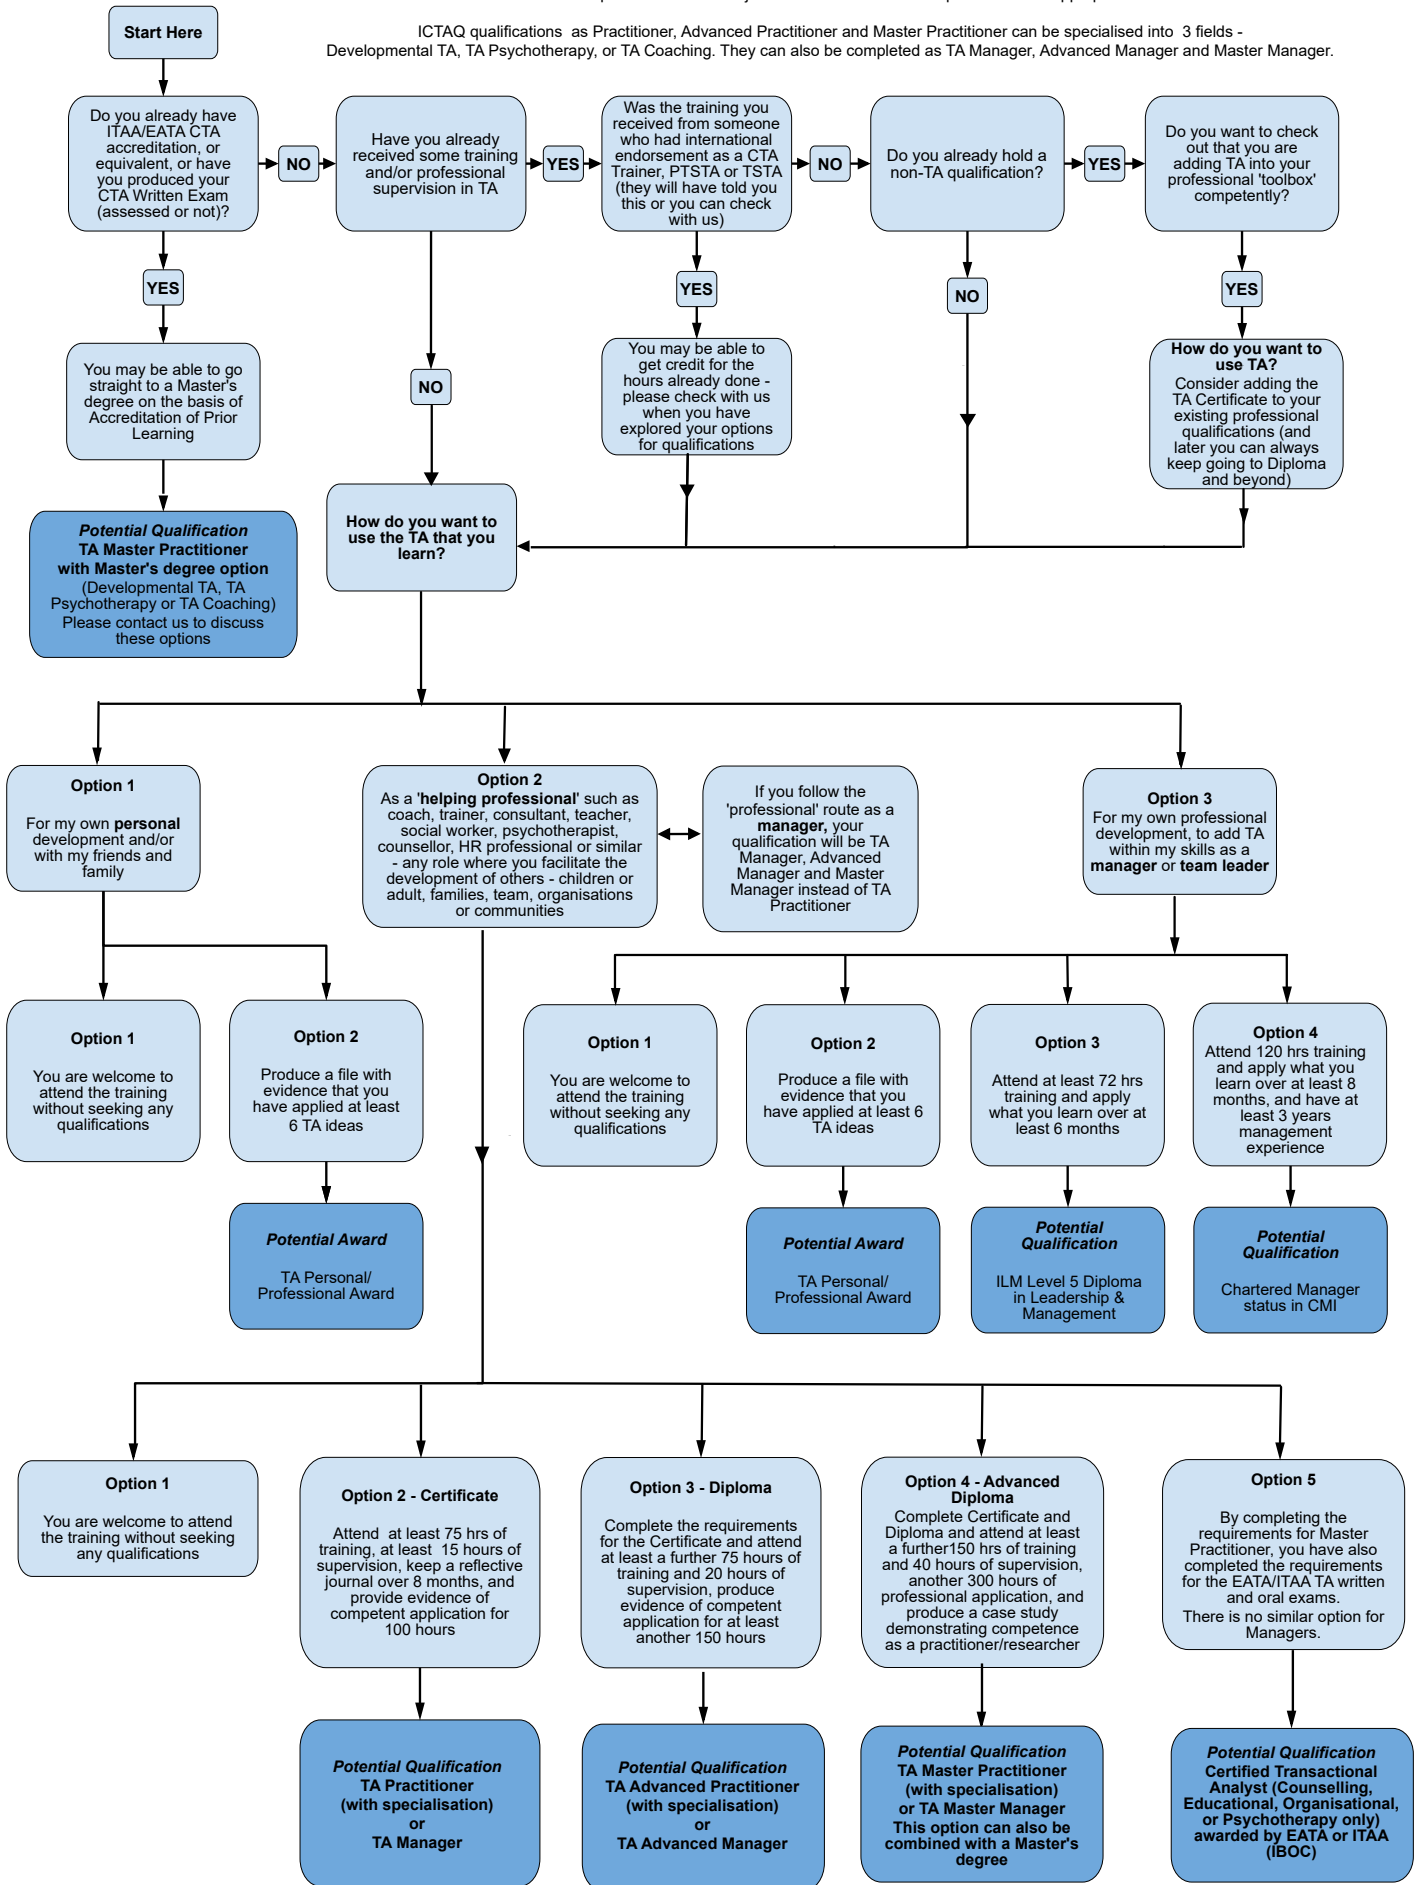 ICTAQ qualifications as Practitioner, Advanced Practitioner and Master Practitioner can be specialised into 3 fields -
Developmental TA, TA Psychotherapy, or TA Coaching. They can also be completed as TA Manager, Advanced Manager and Master Manager.
Start Here
Do you already have
ITAA/EATA CTA
accreditation, or
equivalent, or have
you produced your
CTA Written Exam
(assessed or not)?
NO
Have you already
received some training
and/or professional
supervision in TA
YES
Was the training you
received from someone
who had international
endorsement as a CTA
Trainer, PTSTA or TSTA
(they will have told you
this or you can check
with us)
NO
Do you already hold a
non-TA qualification?
YES
Do you want to check
out that you are
adding TA into your
professional 'toolbox'
competently?
YES
NO
YES
NO
YES
You may be able to go
straight to a Master's
degree on the basis of
Accreditation of Prior
Learning
You may be able to
get credit for the
hours already done -
please check with us
when you have
explored your options
for qualifications
How do you want to
use TA?
Consider adding the
TA Certificate to your
existing professional
qualifications (and
later you can always
keep going to Diploma
and beyond)
Potential Qualification
TA Master Practitioner
with Master's degree option
(Developmental TA, TA
Psychotherapy or TA Coaching)
Please contact us to discuss
these options
How do you want to
use the TA that you
learn?
Option 1
For my own personal
development and/or
with my friends and
family
Option 2
As a 'helping professional' such as
coach, trainer, consultant, teacher,
social worker, psychotherapist,
counsellor, HR professional or similar
- any role where you facilitate the
development of others - children or
adult, families, team, organisations
or communities
If you follow the
'professional' route as a
manager, your
qualification will be TA
Manager, Advanced
Manager and Master
Manager instead of TA
Practitioner
Option 3
For my own professional
development, to add TA
within my skills as a
manager or team leader
Option 1
You are welcome to
attend the training
without seeking any
qualifications
Option 2
Produce a file with
evidence that you
have applied at least
6 TA ideas
Option 1
You are welcome to
attend the training
without seeking any
qualifications
Option 2
Produce a file with
evidence that you
have applied at least 6
TA ideas
Option 3
Attend at least 72 hrs
training and apply
what you learn over at
least 6 months
Option 4
Attend 120 hrs training
and apply what you
learn over at least 8
months, and have at
least 3 years
management
experience
Potential Award
TA Personal/
Professional Award
Potential Award
TA Personal/
Professional Award
Potential
Qualification
ILM Level 5 Diploma
in Leadership &
Management
Potential
Qualification
Chartered Manager
status in CMI
Option 1
You are welcome to attend
the training without seeking
any qualifications
Option 2 - Certificate
Attend at least 75 hrs of
training, at least 15 hours of
supervision, keep a reflective
journal over 8 months, and
provide evidence of
competent application for
100 hours
Option 3 - Diploma
Complete the requirements
for the Certificate and attend
at least a further 75 hours of
training and 20 hours of
supervision, produce
evidence of competent
application for at least
another 150 hours
Option 4 - Advanced
Diploma
Complete Certificate and
Diploma and attend at least
a further150 hrs of training
and 40 hours of supervision,
another 300 hours of
professional application, and
produce a case study
demonstrating competence
as a practitioner/researcher
Option 5
By completing the
requirements for Master
Practitioner, you have also
completed the requirements
for the EATA/ITAA TA written
and oral exams.
There is no similar option for
Managers.
Potential Qualification
TA Practitioner
(with specialisation)
or
TA Manager
Potential Qualification
TA Advanced Practitioner
(with specialisation)
or
TA Advanced Manager
Potential Qualification
TA Master Practitioner
(with specialisation)
or TA Master Manager
This option can also be
combined with a Master's
degree
Potential Qualification
Certified Transactional
Analyst (Counselling,
Educational, Organisational,
or Psychotherapy only)
awarded by EATA or ITAA
(IBOC)